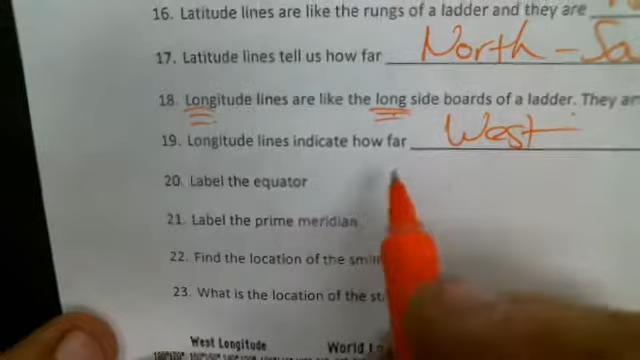 16. Latitude lines are like the rungs of a ladder and they are
17. Latitude lines tell us how far North - So
18. Longitude lines are like the long side boards of a ladder. They ar
19. Longitude lines indicate how far West
20. Label the equator
21. Label the prime meridian
22. Find the location of the smil
23. What is the location of the st
West Longitude World